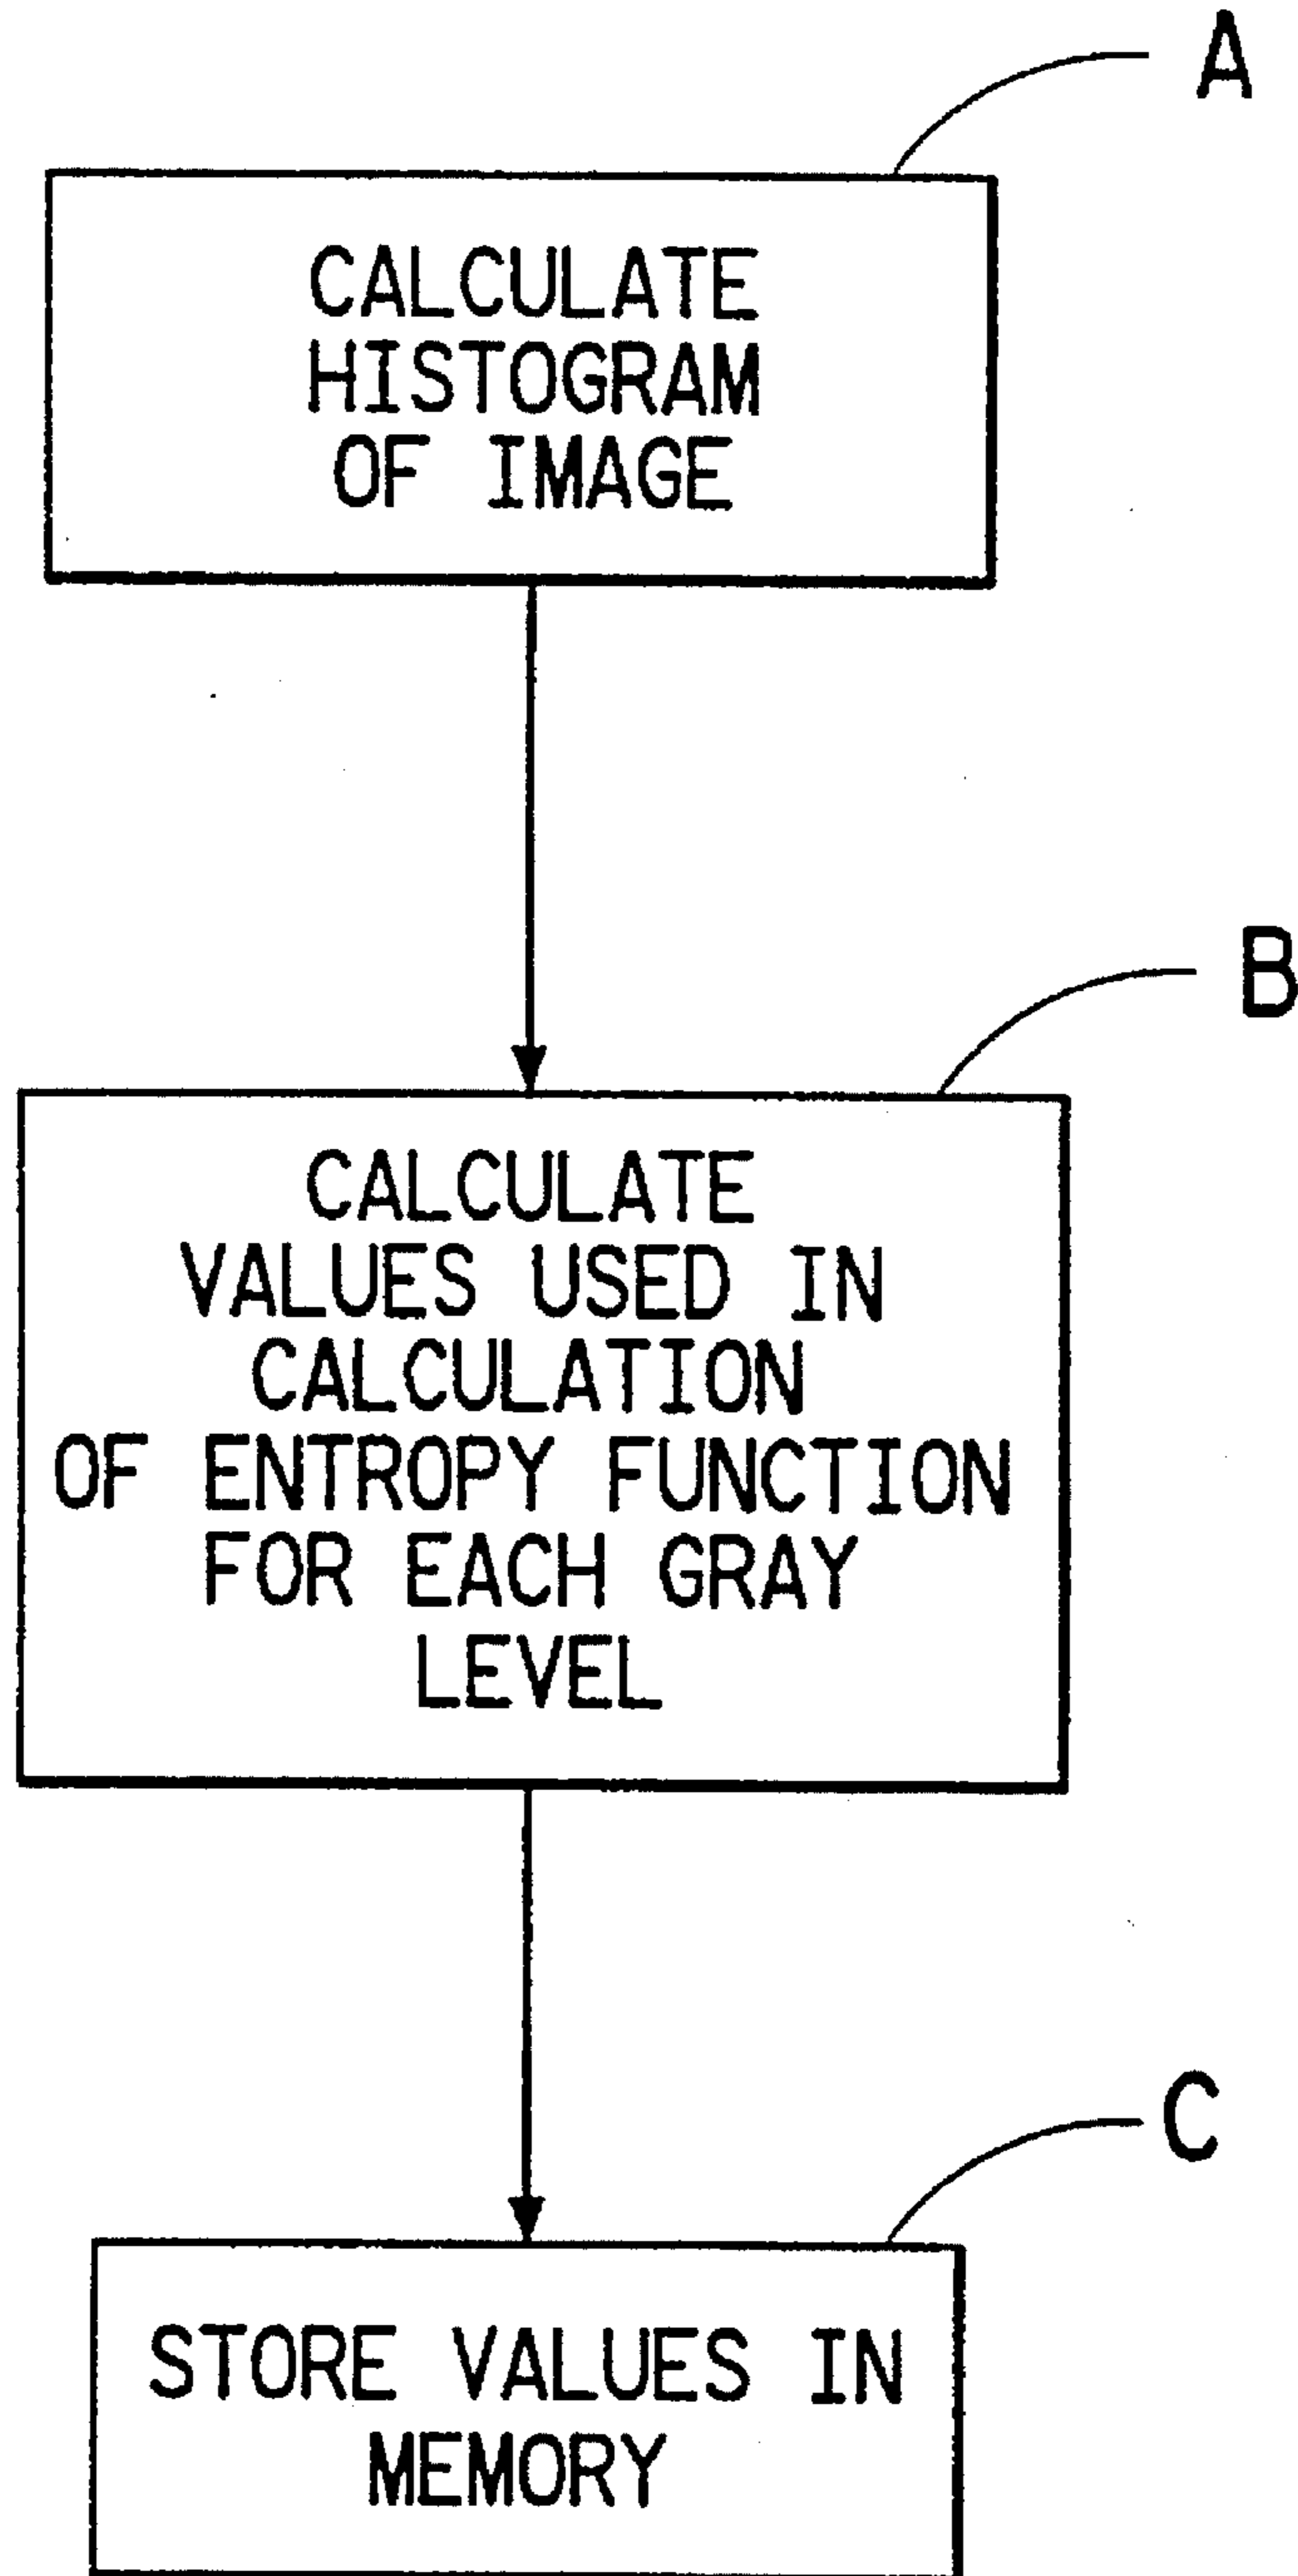 A
CALCULATE
HISTOGRAM
OF IMAGE
B
CALCULATE
VALUES USED IN
CALCULATION
OF ENTROPY FUNCTION
FOR EACH GRAY
LEVEL
C
STORE VALUES IN
MEMORY